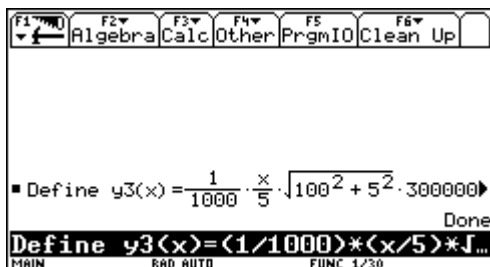 F1 F2 F3 F4 F5 F6
Algebra Calc Other PrgmIO Clean Up
▪ Define y3(x)=1/1000·x/5·√100²+5²·300000▶
Done
Define y3(x)=(1/1000)*(x/5)*√…
MAIN RAD AUTO FUNC 1/30